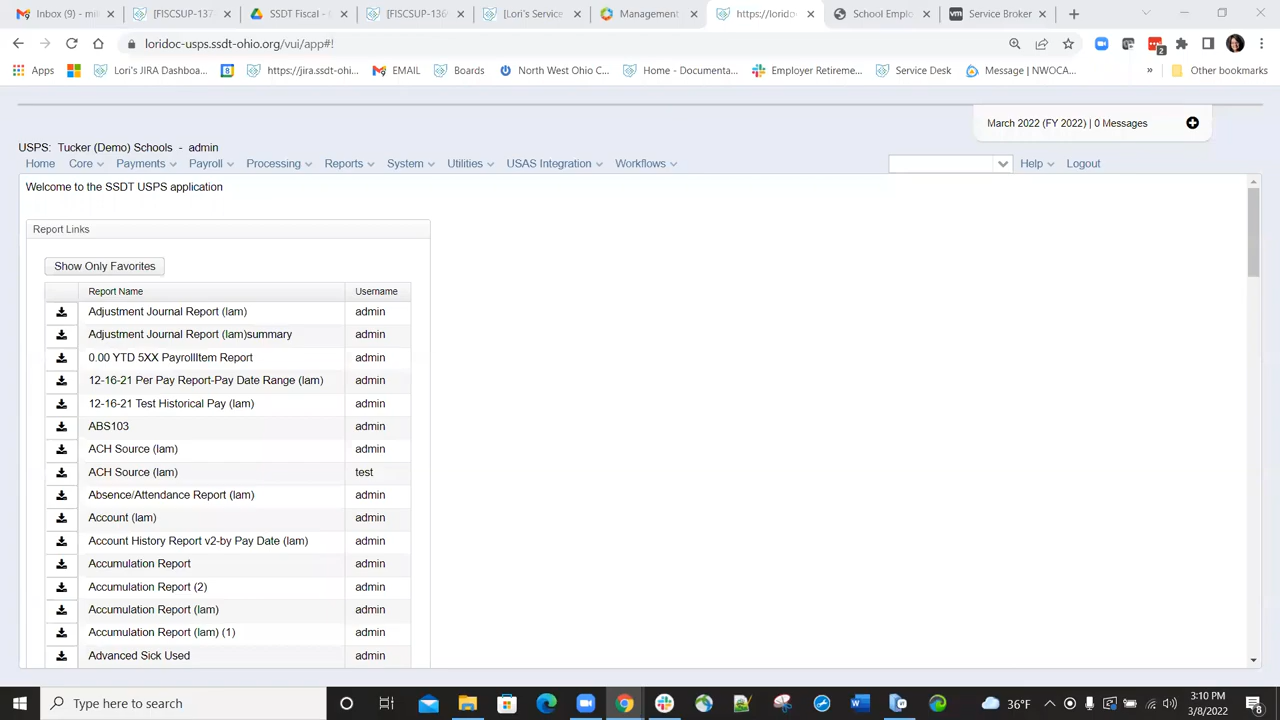 Inbox (9) - mil
[FISCSUP-137
SSDT Fiscal - I
[FISCSUP-136
[Lori's Service
Management
https://lorido
School Emplo
Service Broker
loridoc-usps.ssdt-ohio.org/vui/app#!
2
Apps
Lori's JIRA Dashboa...
https://jira.ssdt-ohi...
EMAIL
Boards
North West Ohio C...
Home - Documenta...
Employer Retireme...
Service Desk
Message | NWOCA...
»
Other bookmarks
March 2022 (FY 2022) | 0 Messages
USPS: Tucker (Demo) Schools - admin
Home
Core
Payments
Payroll
Processing
Reports
System
Utilities
USAS Integration
Workflows
Help
Logout
Welcome to the SSDT USPS application
Report Links
Show Only Favorites
Report Name Username
Adjustment Journal Report (lam) admin
Adjustment Journal Report (lam)summary admin
0.00 YTD 5XX PayrollItem Report admin
12-16-21 Per Pay Report-Pay Date Range (lam) admin
12-16-21 Test Historical Pay (lam) admin
ABS103 admin
ACH Source (lam) admin
ACH Source (lam) test
Absence/Attendance Report (lam) admin
Account (lam) admin
Account History Report v2-by Pay Date (lam) admin
Accumulation Report admin
Accumulation Report (2) admin
Accumulation Report (lam) admin
Accumulation Report (lam) (1) admin
Advanced Sick Used admin
Type here to search
36°F
3:10 PM
3/8/2022
8